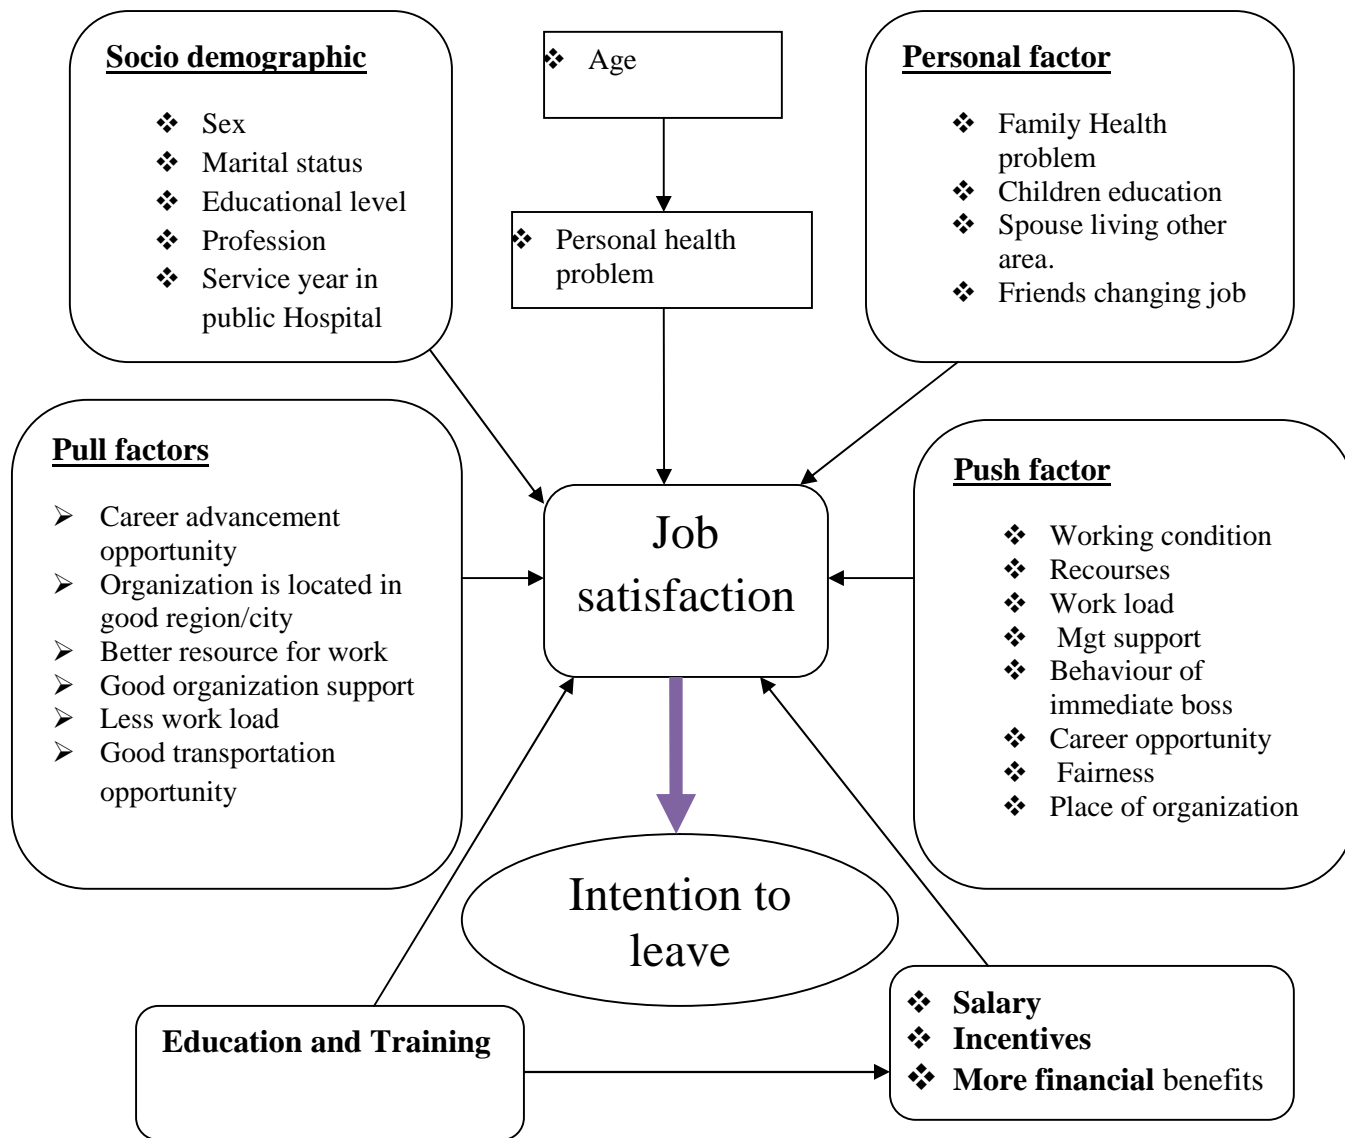 Socio demographic
❖ Sex
❖ Marital status
❖ Educational level
❖ Profession
❖ Service year in
public Hospital
❖ Age
❖ Personal health
problem
Personal factor
❖ Family Health
problem
❖ Children education
❖ Spouse living other
area.
❖ Friends changing job
Pull factors
➢ Career advancement
opportunity
➢ Organization is located in
good region/city
➢ Better resource for work
➢ Good organization support
➢ Less work load
➢ Good transportation
opportunity
Job
satisfaction
Push factor
❖ Working condition
❖ Recourses
❖ Work load
❖ Mgt support
❖ Behaviour of
immediate boss
❖ Career opportunity
❖ Fairness
❖ Place of organization
Intention to
leave
Education and Training
❖ Salary
❖ Incentives
❖ More financial benefits